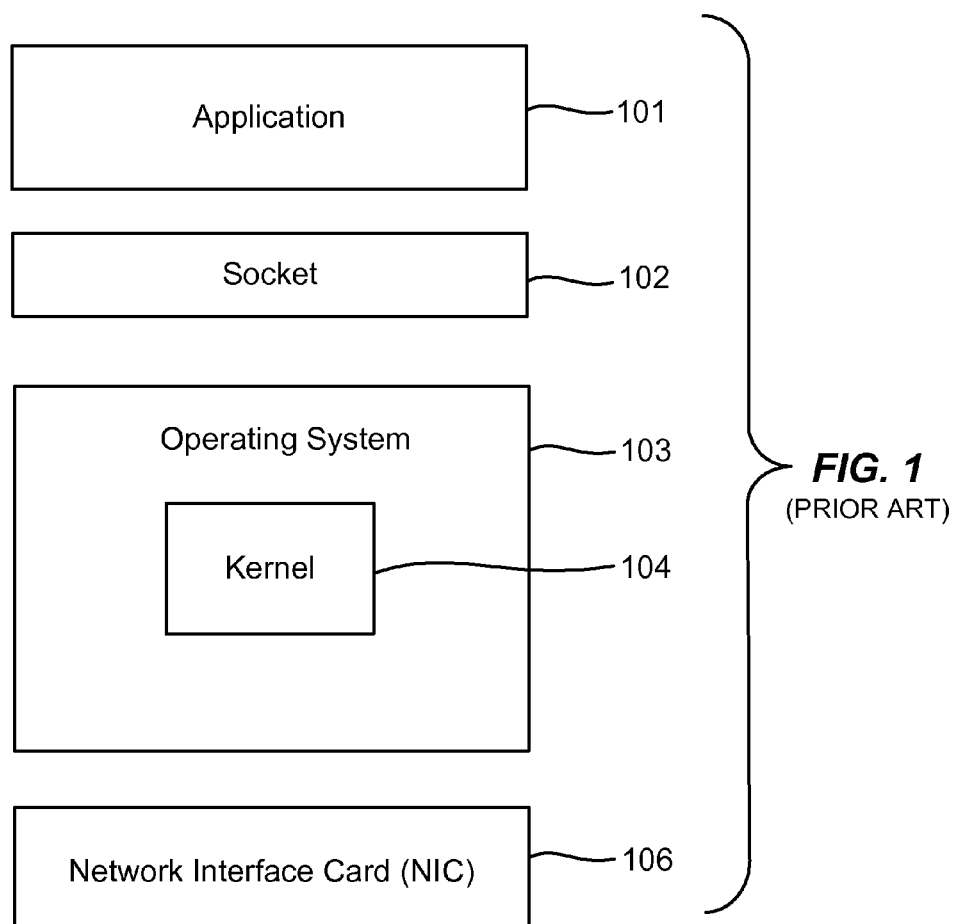 Application
101
Socket
102
Operating System
103
Kernel
104
FIG. 1
(PRIOR ART)
Network Interface Card (NIC)
106